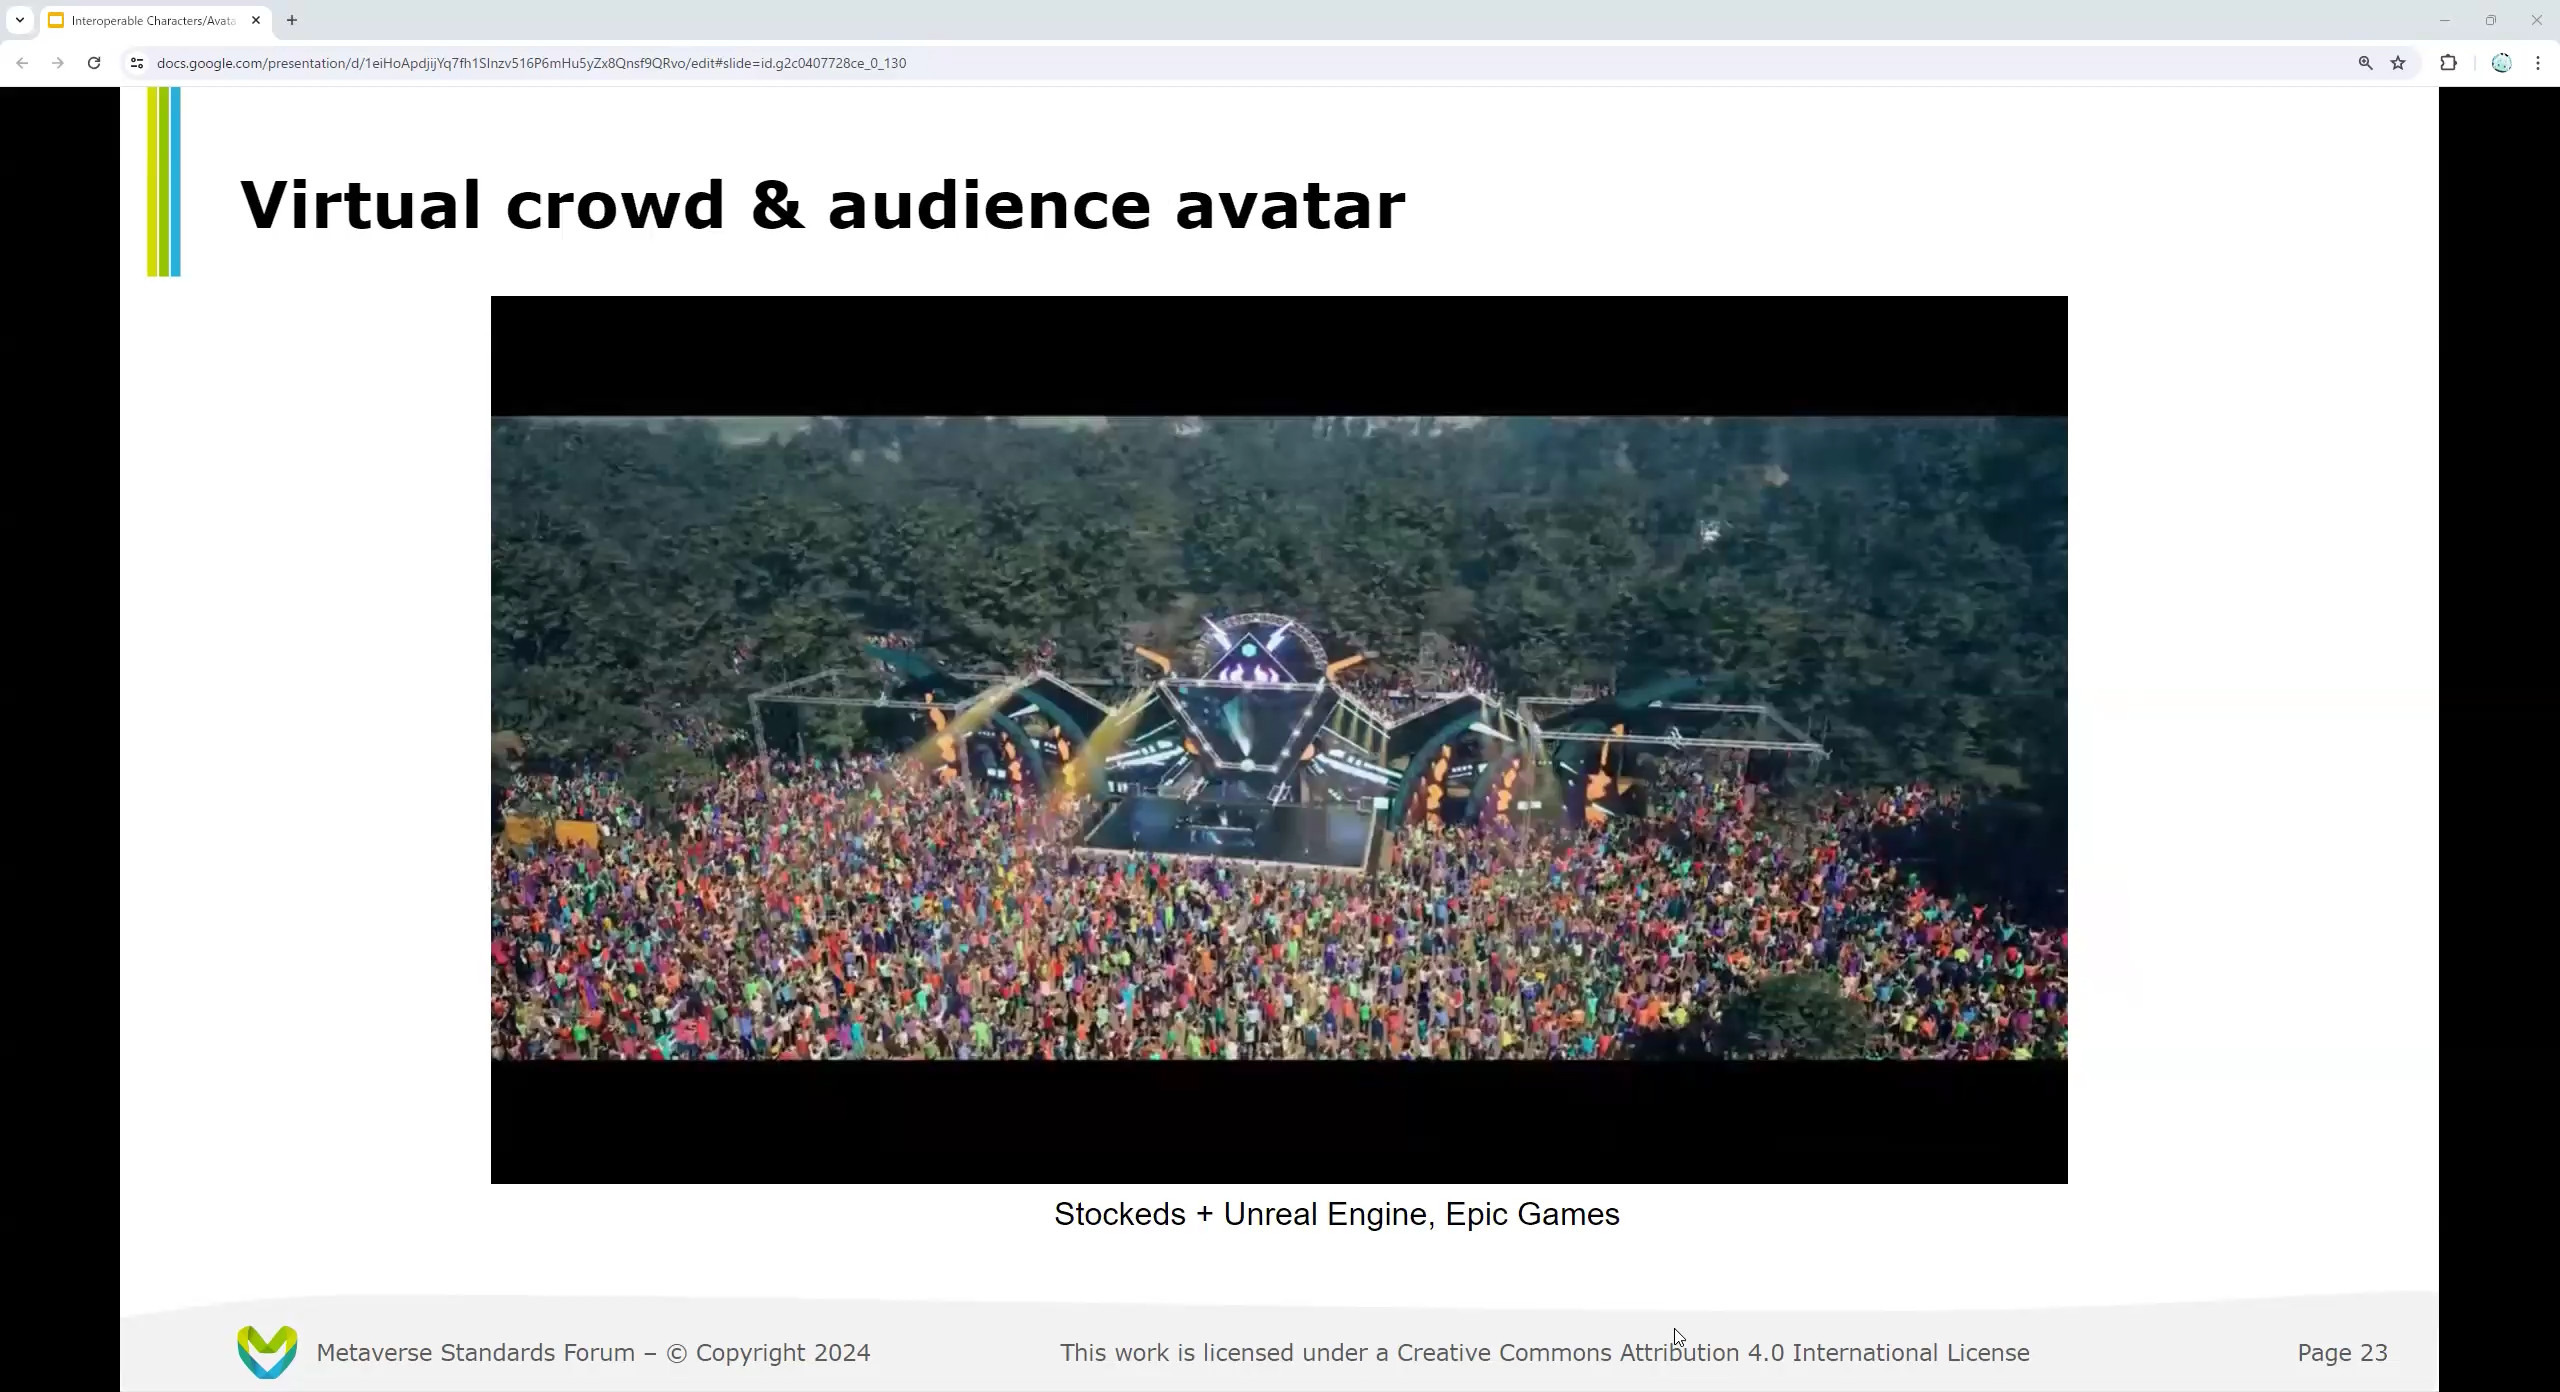 Interoperable Characters/Avata
docs.google.com/presentation/d/1eiHoApdjijYq7fh1SInzv516P6mHu5yZx8Qnsf9QRvo/edit#slide=id.g2c0407728ce_0_130
Virtual crowd & audience avatar
Stockeds + Unreal Engine, Epic Games
Metaverse Standards Forum – © Copyright 2024
This work is licensed under a Creative Commons Attribution 4.0 International License
Page 23